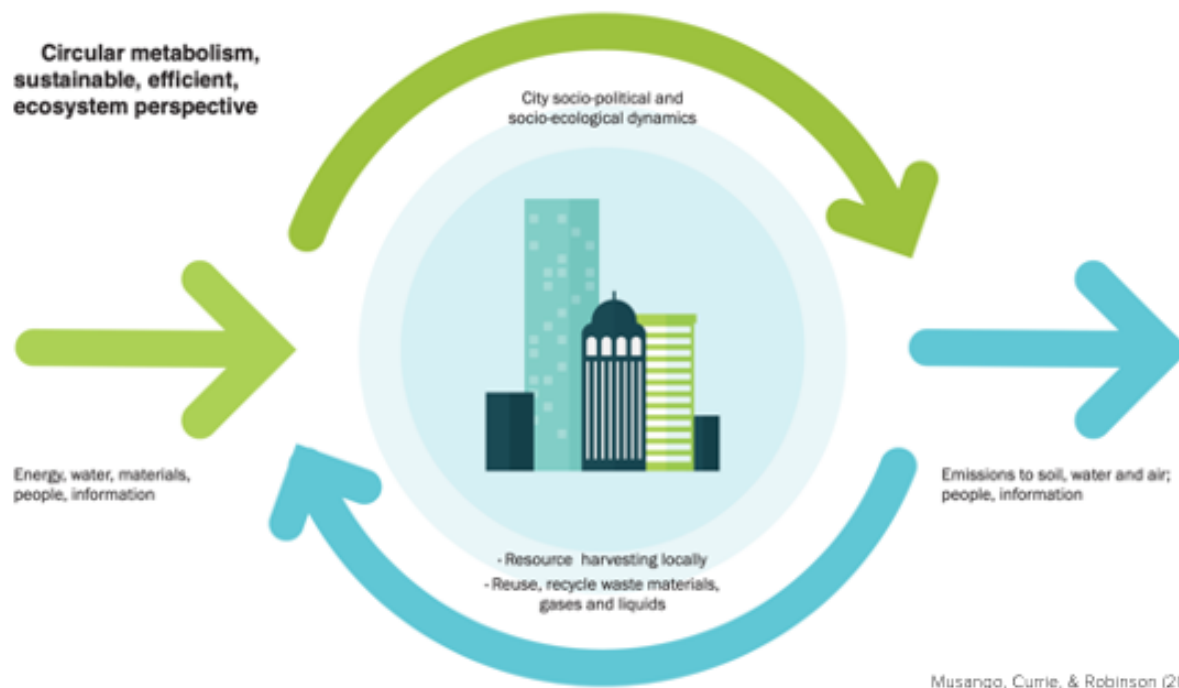 Circular metabolism,
sustainable, efficient,
ecosystem perspective
City socio-political and
socio-ecological dynamics
Energy, water, materials,
people, information
Emissions to soil, water and air;
people, information
- Resource harvesting locally
- Reuse, recycle waste materials,
gases and liquids
Musango, Currie, & Robinson